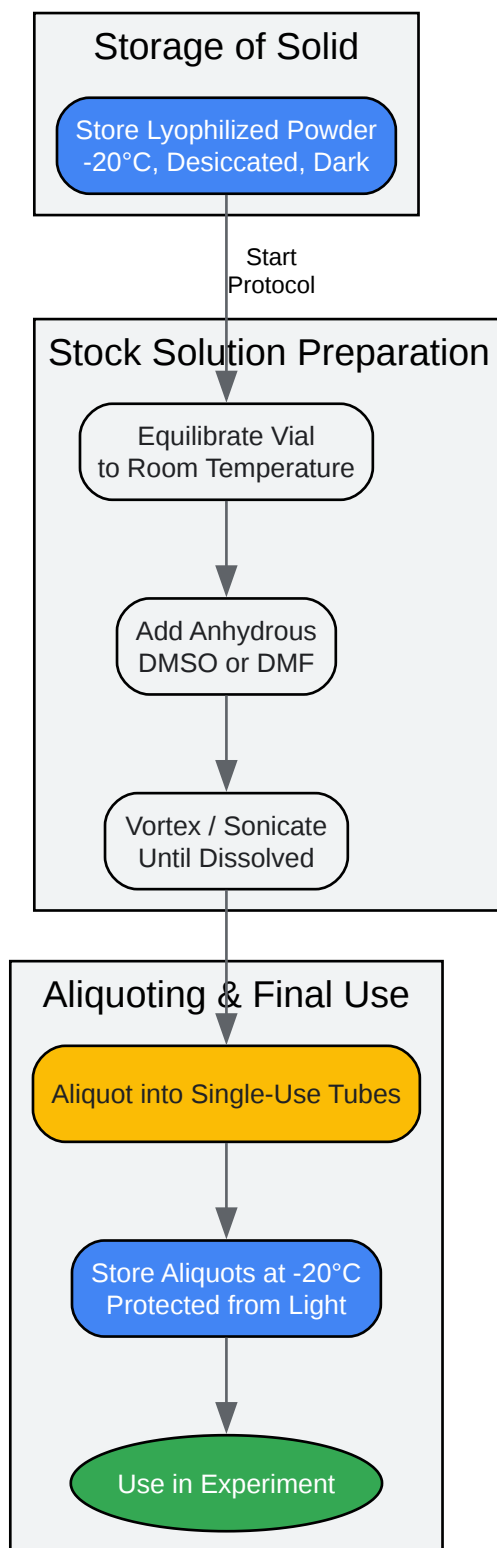 Storage of Solid
Store Lyophilized Powder
-20°C, Desiccated, Dark
Start
Protocol
Stock Solution Preparation
Equilibrate Vial
to Room Temperature
Add Anhydrous
DMSO or DMF
Vortex / Sonicate
Until Dissolved
Aliquoting & Final Use
Aliquot into Single-Use Tubes
Store Aliquots at -20°C
Protected from Light
Use in Experiment